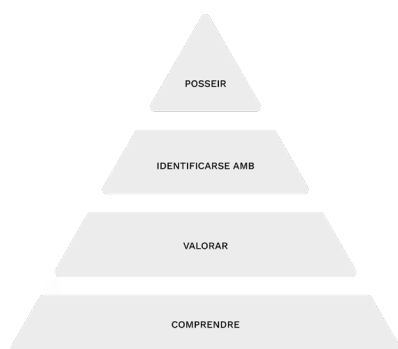 POSSEIR
IDENTIFICARSE AMB
VALORAR
COMPRENDRE